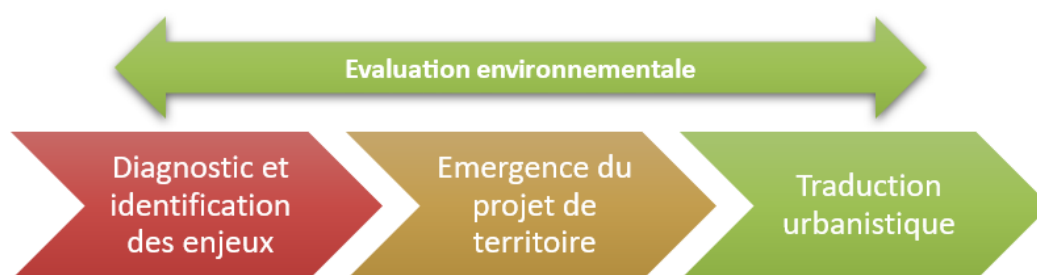 Evaluation environnementale
Diagnostic et
identification
des enjeux
Emergence du
projet de
territoire
Traduction
urbanistique